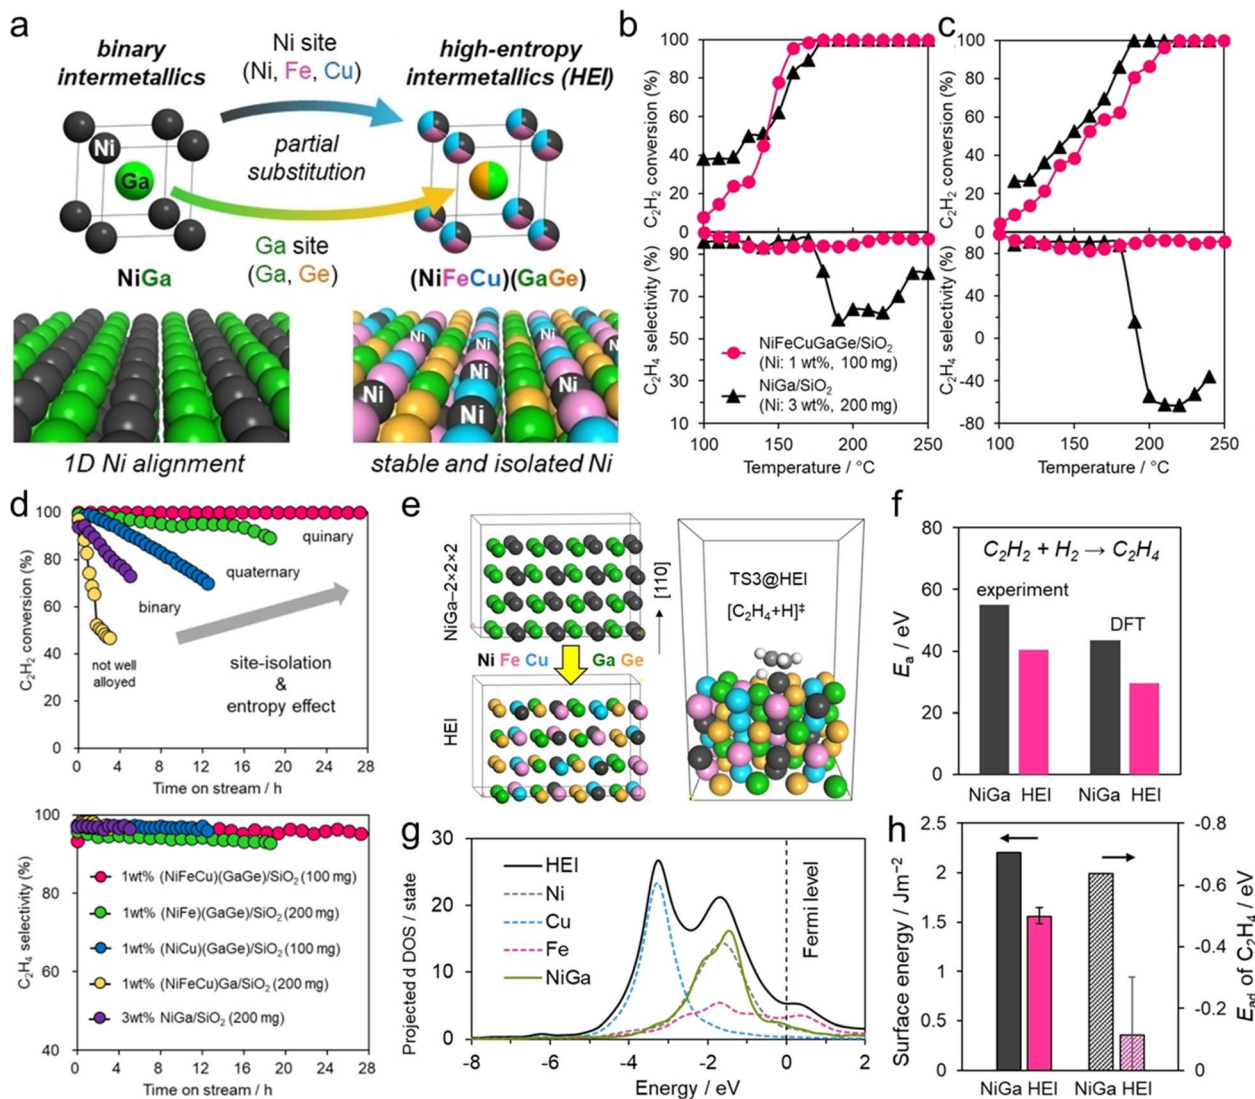 a
binary
intermetallics
Ni site
(Ni, Fe, Cu)
high-entropy
intermetallics (HEI)
partial
substitution
Ni
Ga
Ga site
(Ga, Ge)
NiGa
(NiFeCu)(GaGe)
Ni
Ni
Ni
Ni
Ni
Ni
1D Ni alignment
stable and isolated Ni
b
C₂H₂ conversion (%)
100
80
60
40
20
0
C₂H₄ selectivity (%)
90
70
50
30
10
NiFeCuGaGe/SiO₂
(Ni: 1 wt%, 100 mg)
NiGa/SiO₂
(Ni: 3 wt%, 200 mg)
100 150 200 250
Temperature / °C
c
C₂H₂ conversion (%)
100
80
60
40
20
0
C₂H₄ selectivity (%)
80
40
0
-40
-80
100 150 200 250
Temperature / °C
d
C₂H₂ conversion (%)
100
80
60
40
20
0
quinary
quaternary
binary
not well
alloyed
site-isolation
&
entropy effect
0 4 8 12 16 20 24 28
Time on stream / h
C₂H₄ selectivity (%)
100
80
60
40
1wt% (NiFeCu)(GaGe)/SiO₂ (100 mg)
1wt% (NiFe)(GaGe)/SiO₂ (200 mg)
1wt% (NiCu)(GaGe)/SiO₂ (100 mg)
1wt% (NiFeCu)Ga/SiO₂ (200 mg)
3wt% NiGa/SiO₂ (200 mg)
0 4 8 12 16 20 24 28
Time on stream / h
e
NiGa–2×2×2
[110]
Ni Fe Cu Ga Ge
HEI
TS3@HEI
[C₂H₄+H]‡
f
Eₐ / eV
80
60
40
20
0
C₂H₂ + H₂ → C₂H₄
experiment
DFT
NiGa HEI NiGa HEI
g
Projected DOS / state
30
20
10
0
HEI
Ni
Cu
Fe
NiGa
Fermi level
-8 -6 -4 -2 0 2
Energy / eV
h
Surface energy / Jm⁻²
2.5
2
1.5
1
0.5
0
-0.8
-0.6
-0.4
-0.2
0
E_ad of C₂H₄ / eV
NiGa HEI NiGa HEI